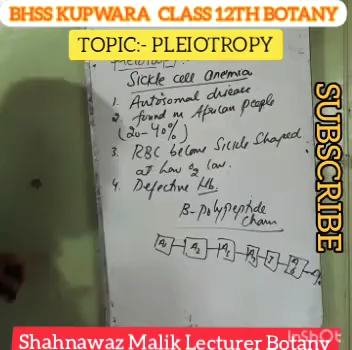 BHSS KUPWARA CLASS 12TH BOTANY
TOPIC:- PLEIOTROPY
Sickle cell anemia
1. Autosomal disease
2. found in African people
(20-40%)
3. RBC become Sickle Shaped
at low O2 law.
4. Defective Hb.
B-polypeptide
chain
SUBSCRIBE
InShOt
Shahnawaz Malik Lecturer Botany